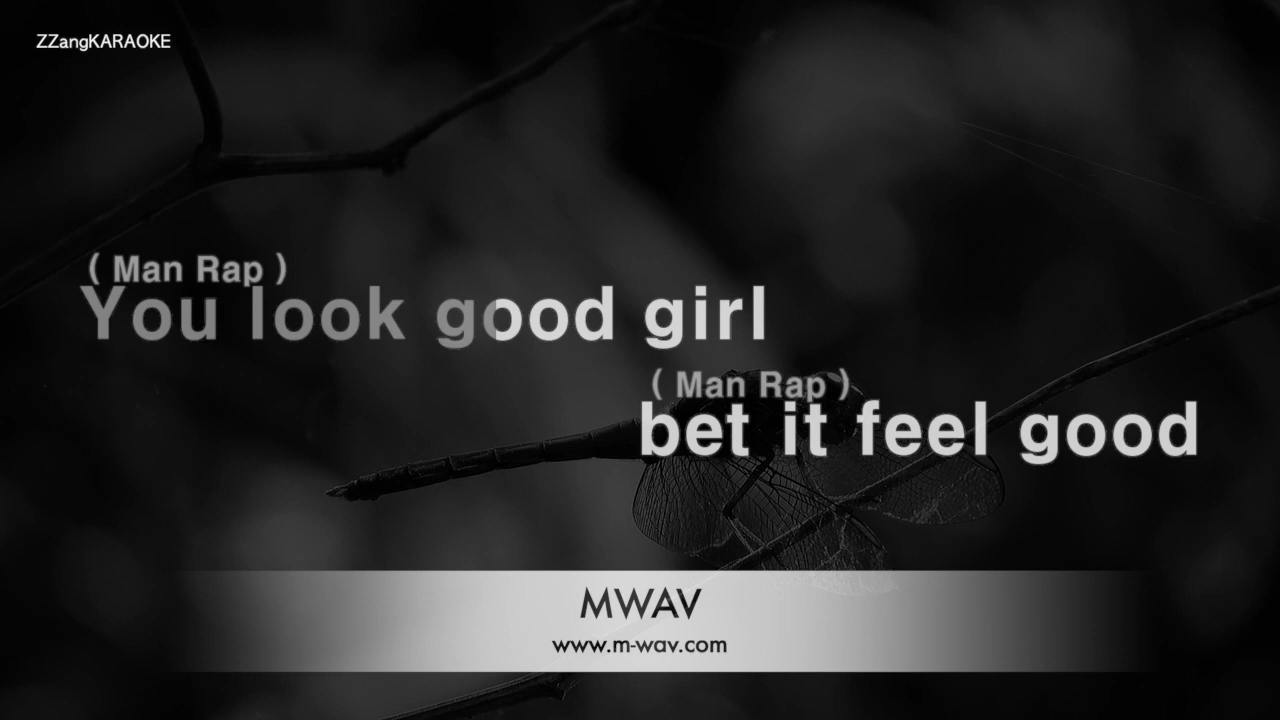 ZZangKARAOKE
( Man Rap )
You look good girl
( Man Rap )
bet it feel good
MWAV
www.m-wav.com